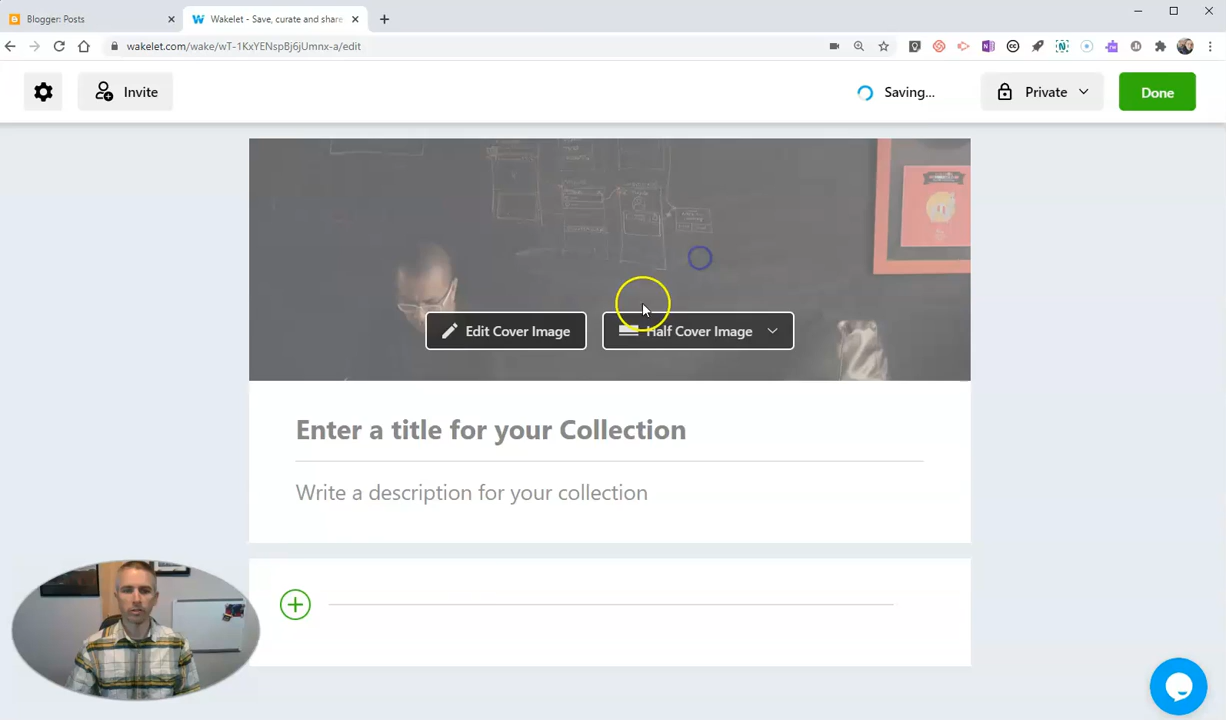 Blogger: Posts
Wakelet - Save, curate and share
wakelet.com/wake/wT-1KxYENspBj6jUmnx-a/edit
Invite
Saving...
Private
Done
Edit Cover Image
Half Cover Image
Enter a title for your Collection
Write a description for your collection